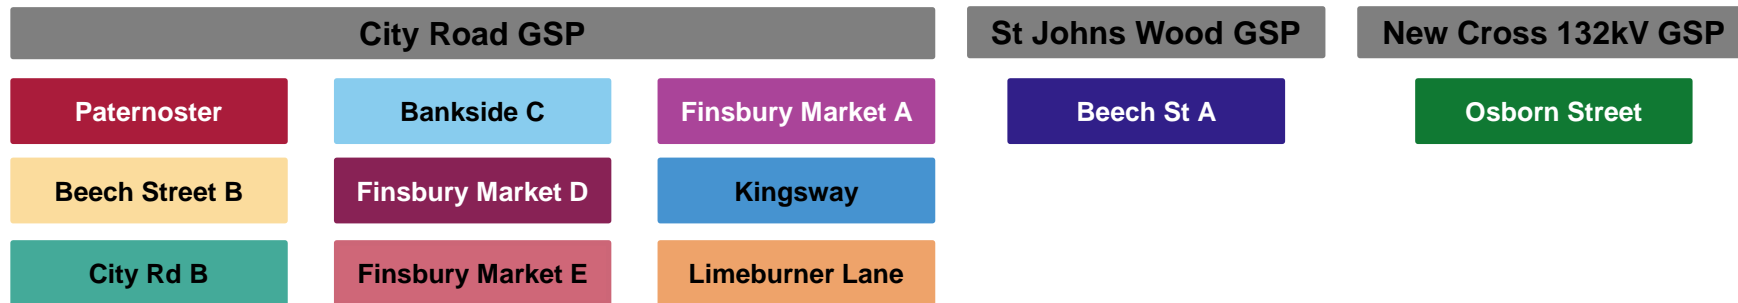 City Road GSP
St Johns Wood GSP
New Cross 132kV GSP
Paternoster
Bankside C
Finsbury Market A
Beech St A
Osborn Street
Beech Street B
Finsbury Market D
Kingsway
City Rd B
Finsbury Market E
Limeburner Lane